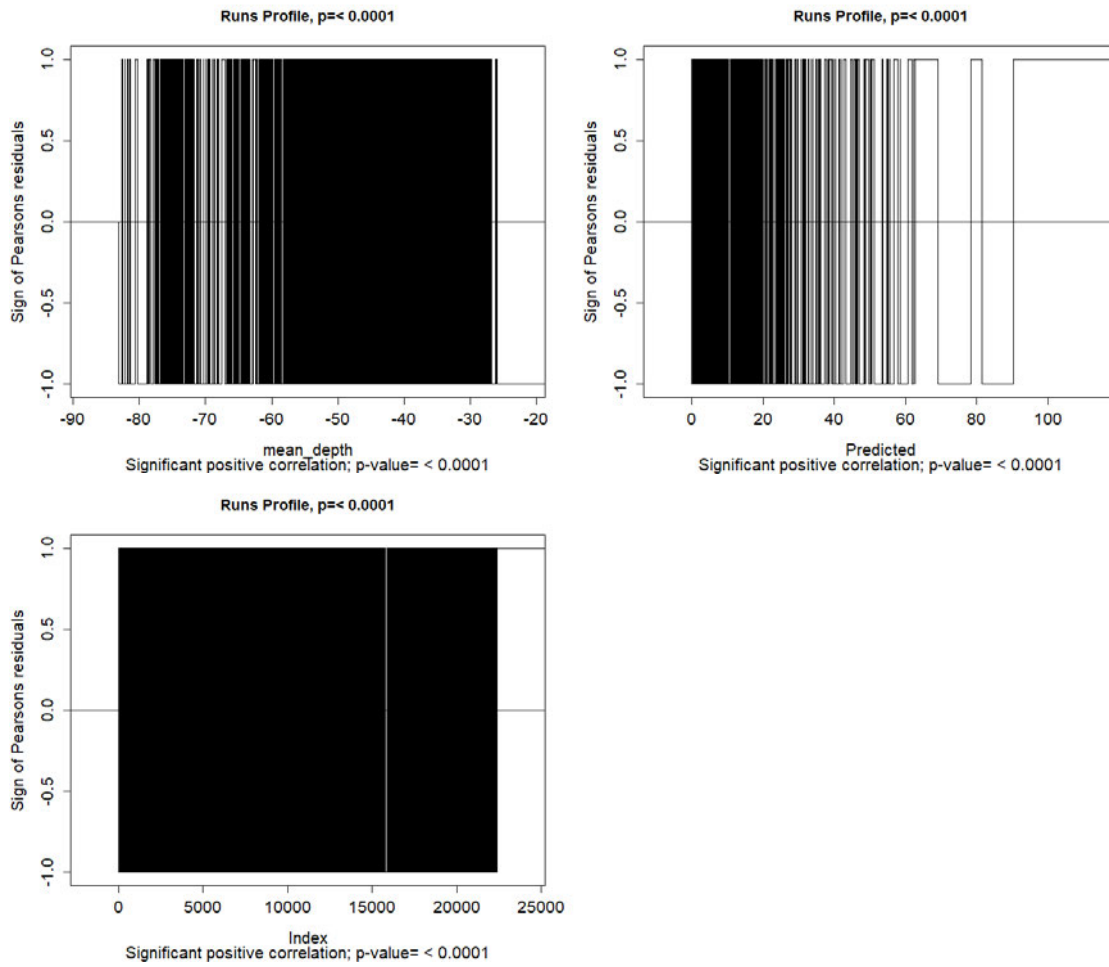 Runs Profile, p=< 0.0001
Sign of Pearsons residuals
1.0
0.5
0.0
-0.5
-1.0
-90 -80 -70 -60 -50 -40 -30 -20
mean_depth
Significant positive correlation; p-value= < 0.0001
Runs Profile, p=< 0.0001
Sign of Pearsons residuals
1.0
0.5
0.0
-0.5
-1.0
0 20 40 60 80 100
Predicted
Significant positive correlation; p-value= < 0.0001
Runs Profile, p=< 0.0001
Sign of Pearsons residuals
1.0
0.5
0.0
-0.5
-1.0
0 5000 10000 15000 20000 25000
Index
Significant positive correlation; p-value= < 0.0001